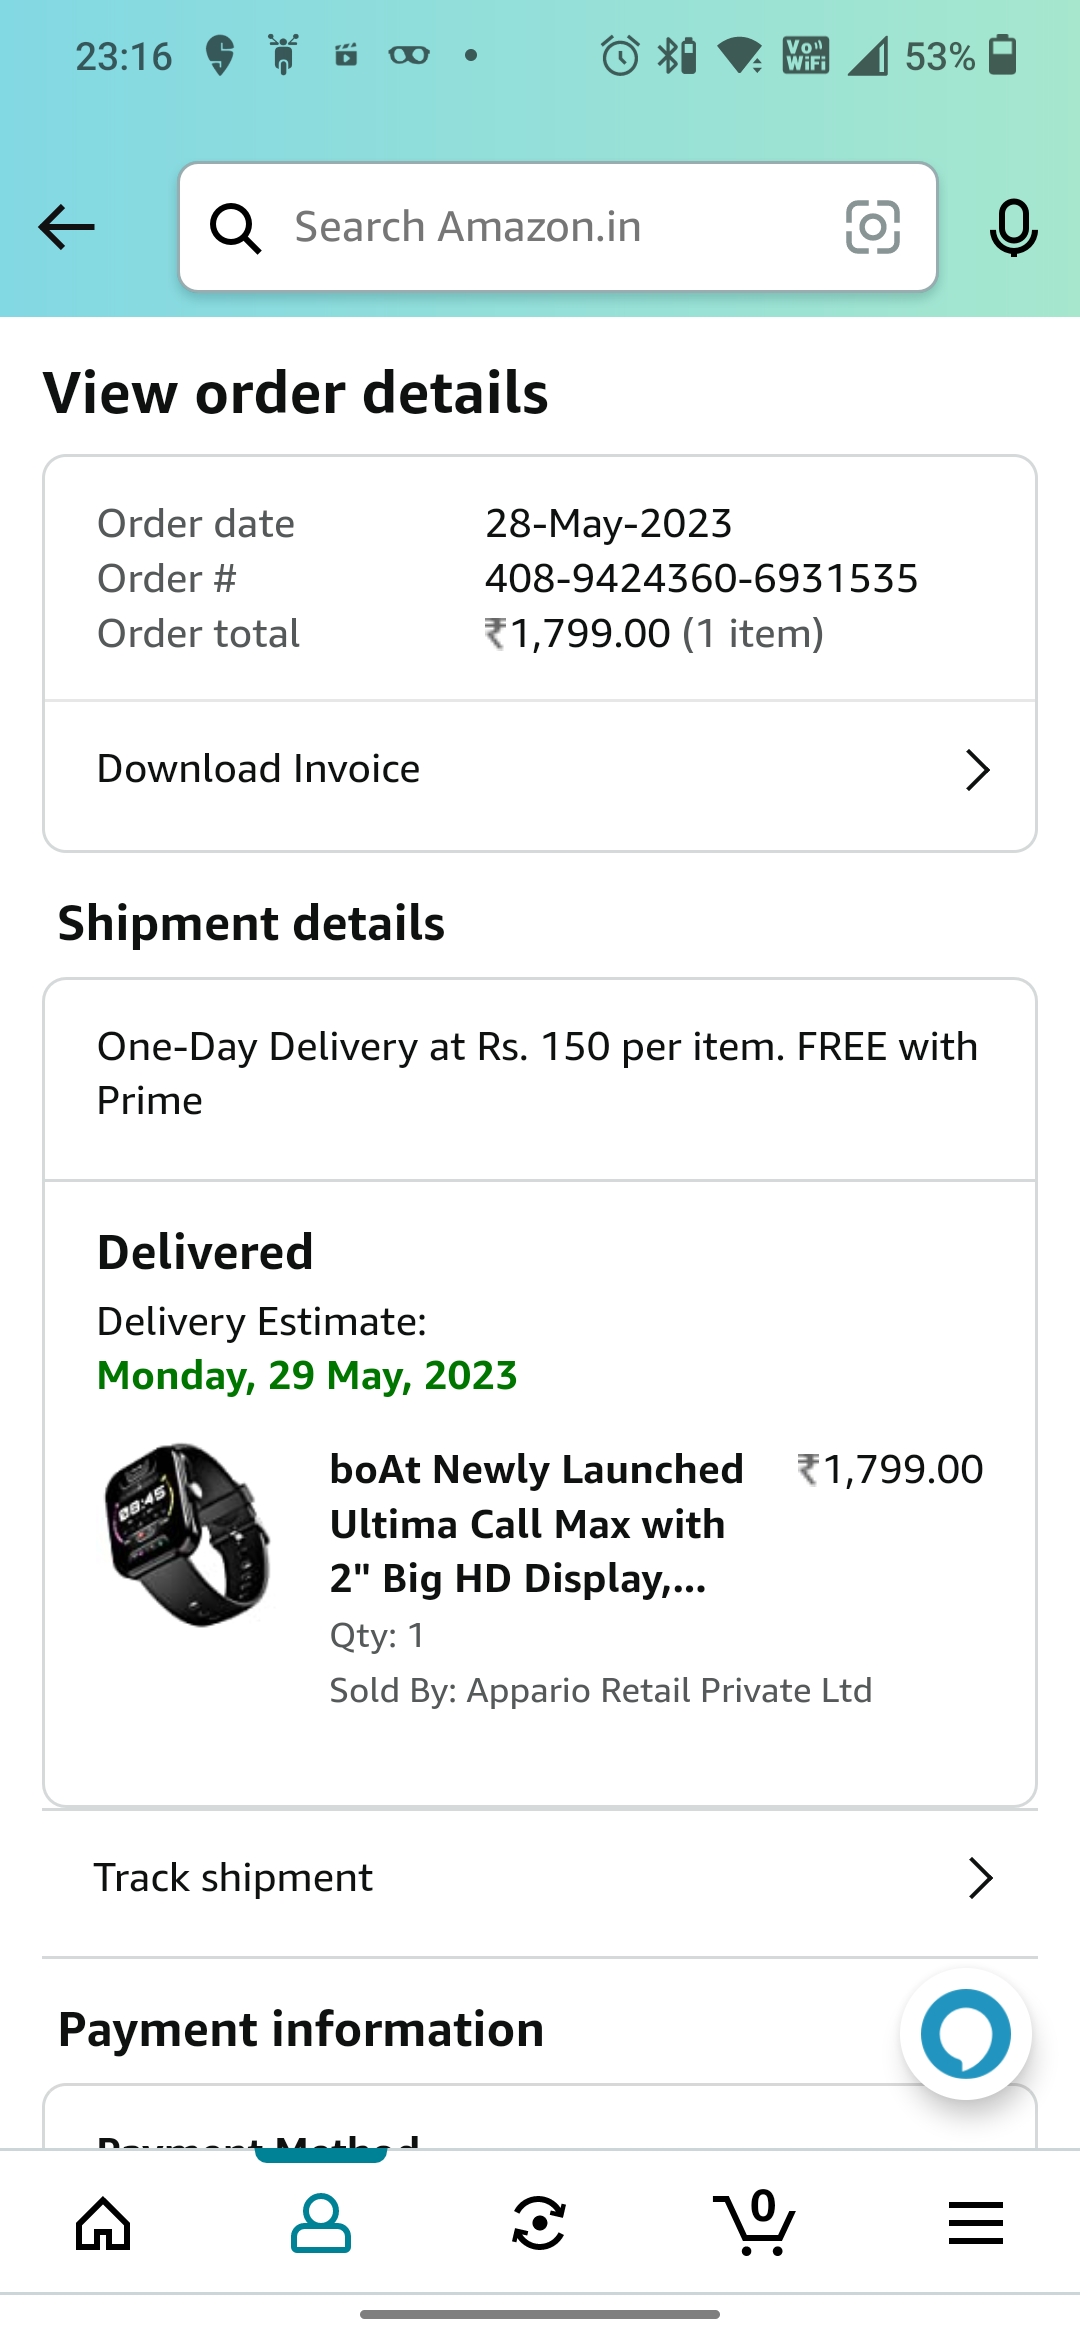 23:16
Vo WiFi
53%
Search Amazon.in
View order details
Order date 28-May-2023
Order # 408-9424360-6931535
Order total ₹1,799.00 (1 item)
Download Invoice
Shipment details
One-Day Delivery at Rs. 150 per item. FREE with
Prime
Delivered
Delivery Estimate:
Monday, 29 May, 2023
08:45
boAt Newly Launched ₹1,799.00
Ultima Call Max with
2" Big HD Display,...
Qty: 1
Sold By: Appario Retail Private Ltd
Track shipment
Payment information
Payment Method
0